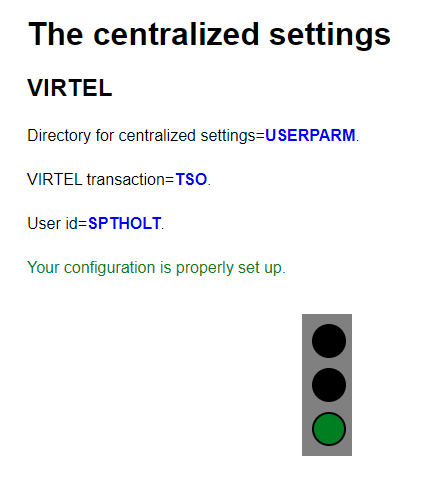 The centralized settings
VIRTEL
Directory for centralized settings=USERPARM.
VIRTEL transaction=TSO.
User id=SPTHOLT.
Your configuration is properly set up.